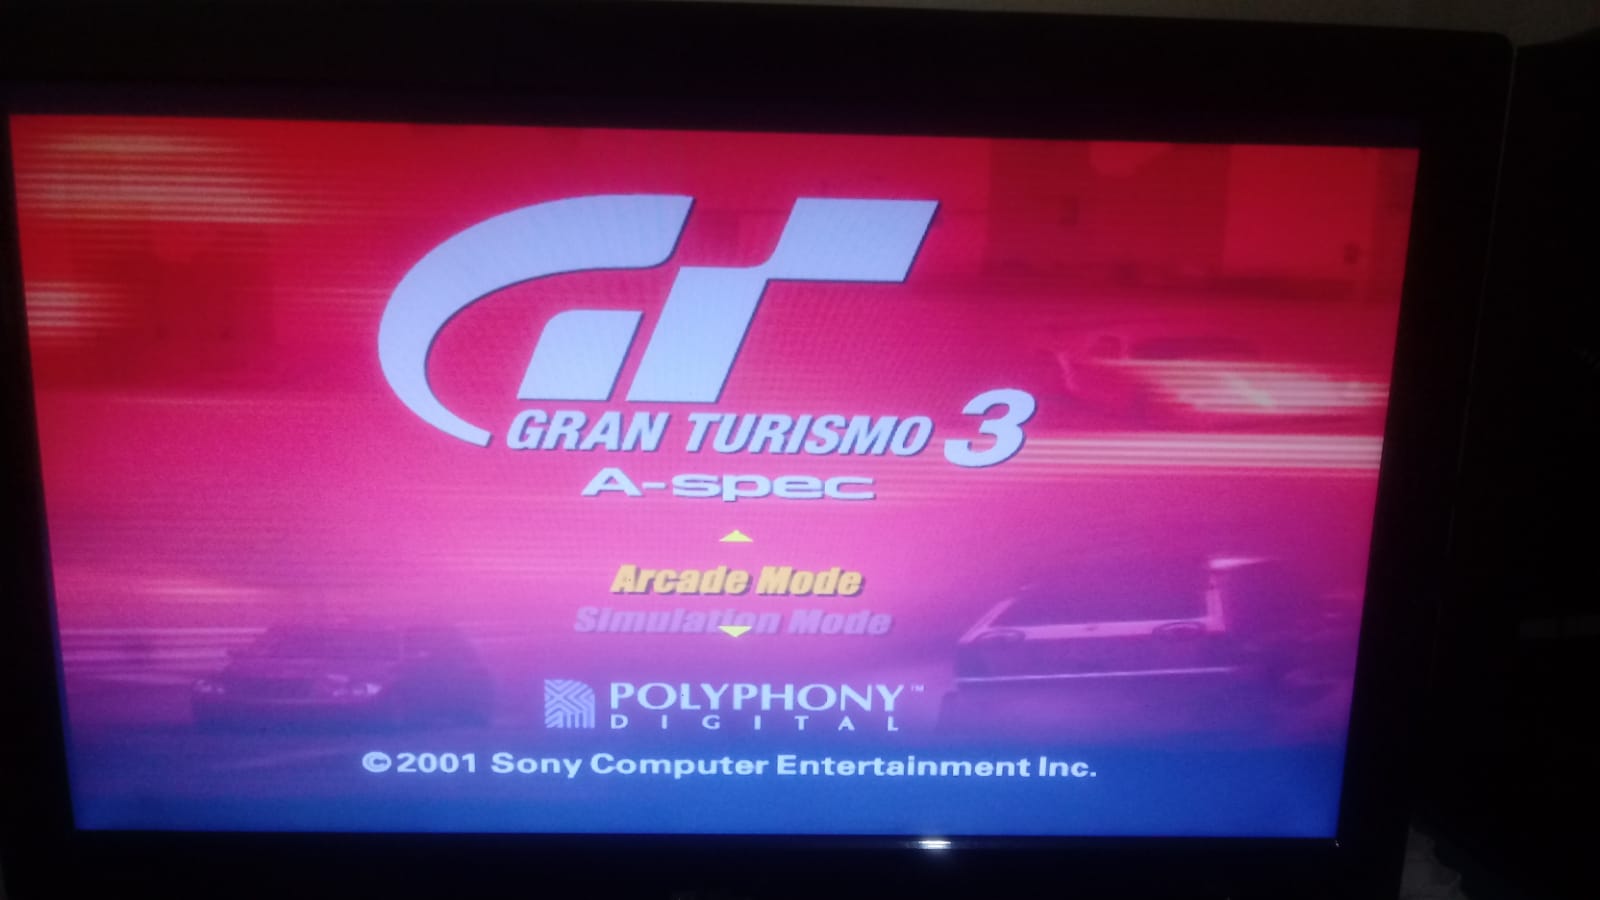 GT
GRAN TURISMO 3
A-spec
Arcade Mode
Simulation Mode
POLYPHONY™
DIGITAL
©2001 Sony Computer Entertainment Inc.